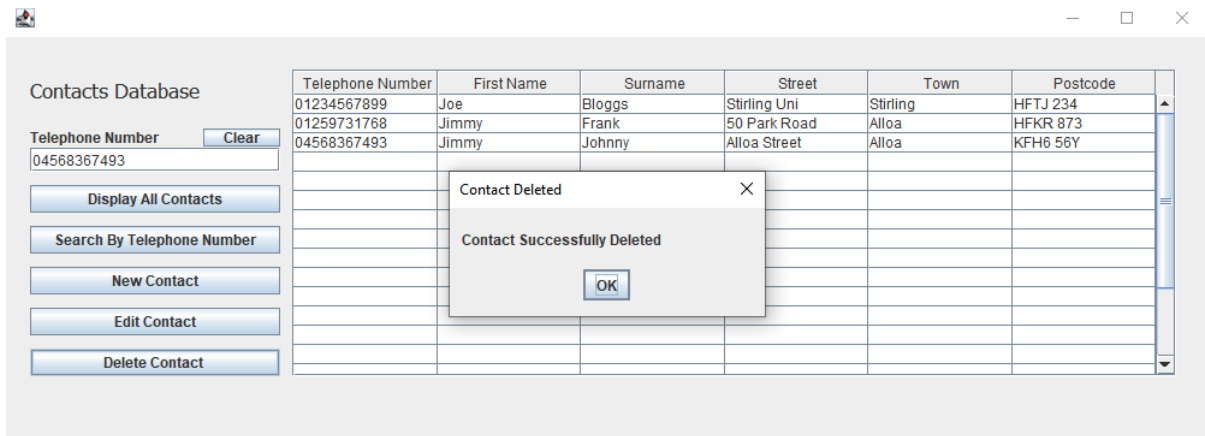 Contacts Database
Telephone Number Clear
04568367493
Display All Contacts
Search By Telephone Number
New Contact
Edit Contact
Delete Contact
Telephone Number First Name Surname Street Town Postcode
01234567899 Joe Bloggs Stirling Uni Stirling HFTJ 234
01259731768 Jimmy Frank 50 Park Road Alloa HFKR 873
04568367493 Jimmy Johnny Alloa Street Alloa KFH6 56Y
Contact Deleted
Contact Successfully Deleted
OK